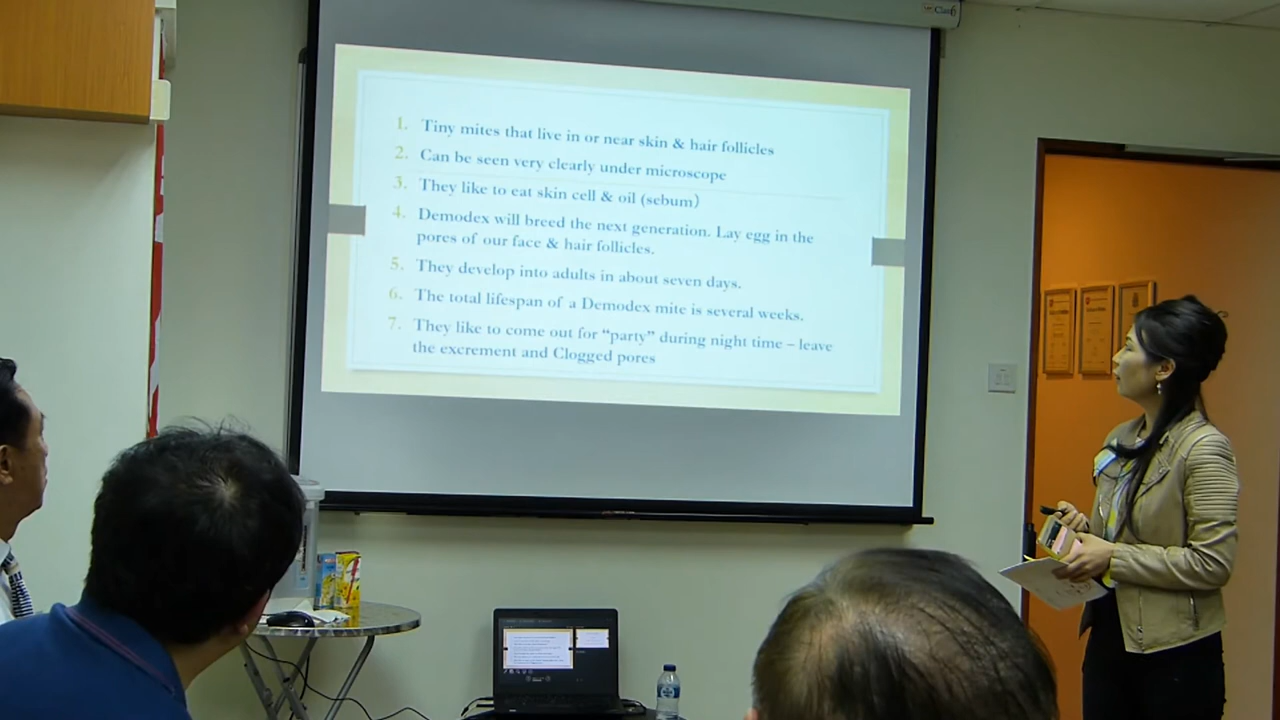 1. Tiny mites that live in or near skin & hair follicles
2. Can be seen very clearly under microscope
3. They like to eat skin cell & oil (sebum)
4. Demodex will breed the next generation. Lay egg in the
pores of our face & hair follicles.
5. They develop into adults in about seven days.
6. The total lifespan of a Demodex mite is several weeks.
7. They like to come out for “party” during night time – leave
the excrement and Clogged pores